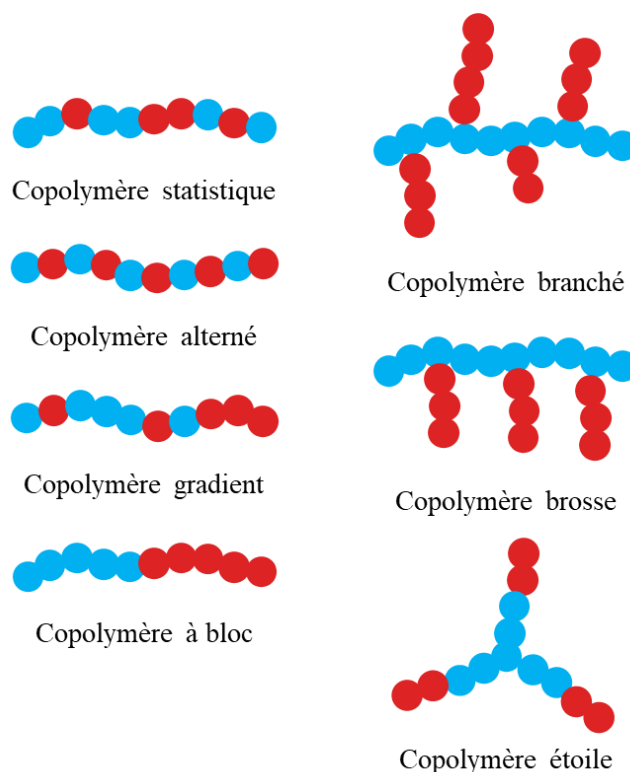 Copolymère statistique
Copolymère alterné
Copolymère gradient
Copolymère à bloc
Copolymère branché
Copolymère brosse
Copolymère étoile